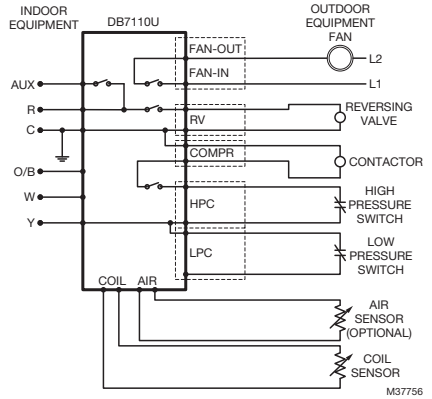 INDOOR
EQUIPMENT
DB7110U
OUTDOOR
EQUIPMENT
FAN
FAN-OUT
L2
FAN-IN
L1
AUX
R
RV
REVERSING
VALVE
C
COMPR
CONTACTOR
O/B
W
HPC
HIGH
PRESSURE
SWITCH
Y
LPC
LOW
PRESSURE
SWITCH
COIL AIR
AIR
SENSOR
(OPTIONAL)
COIL
SENSOR
M37756